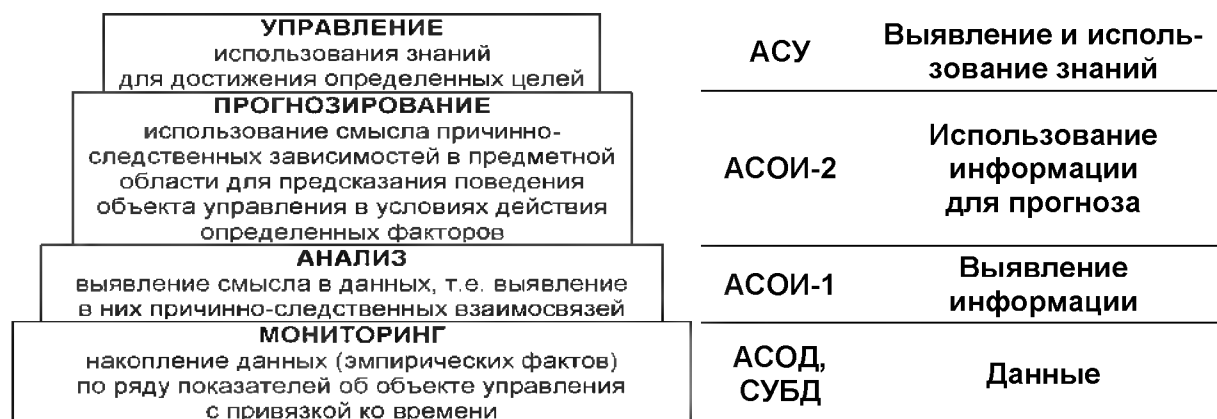 УПРАВЛЕНИЕ
использования знаний
для достижения определенных целей
АСУ
Выявление и исполь-
зование знаний
ПРОГНОЗИРОВАНИЕ
использование смысла причинно-
следственных зависимостей в предметной
области для предсказания поведения
объекта управления в условиях действия
определенных факторов
АСОИ-2
Использование
информации
для прогноза
АНАЛИЗ
выявление смысла в данных, т.е. выявление
в них причинно-следственных взаимосвязей
АСОИ-1
Выявление
информации
МОНИТОРИНГ
накопление данных (эмпирических фактов)
по ряду показателей об объекте управления
с привязкой ко времени
АСОД,
СУБД
Данные